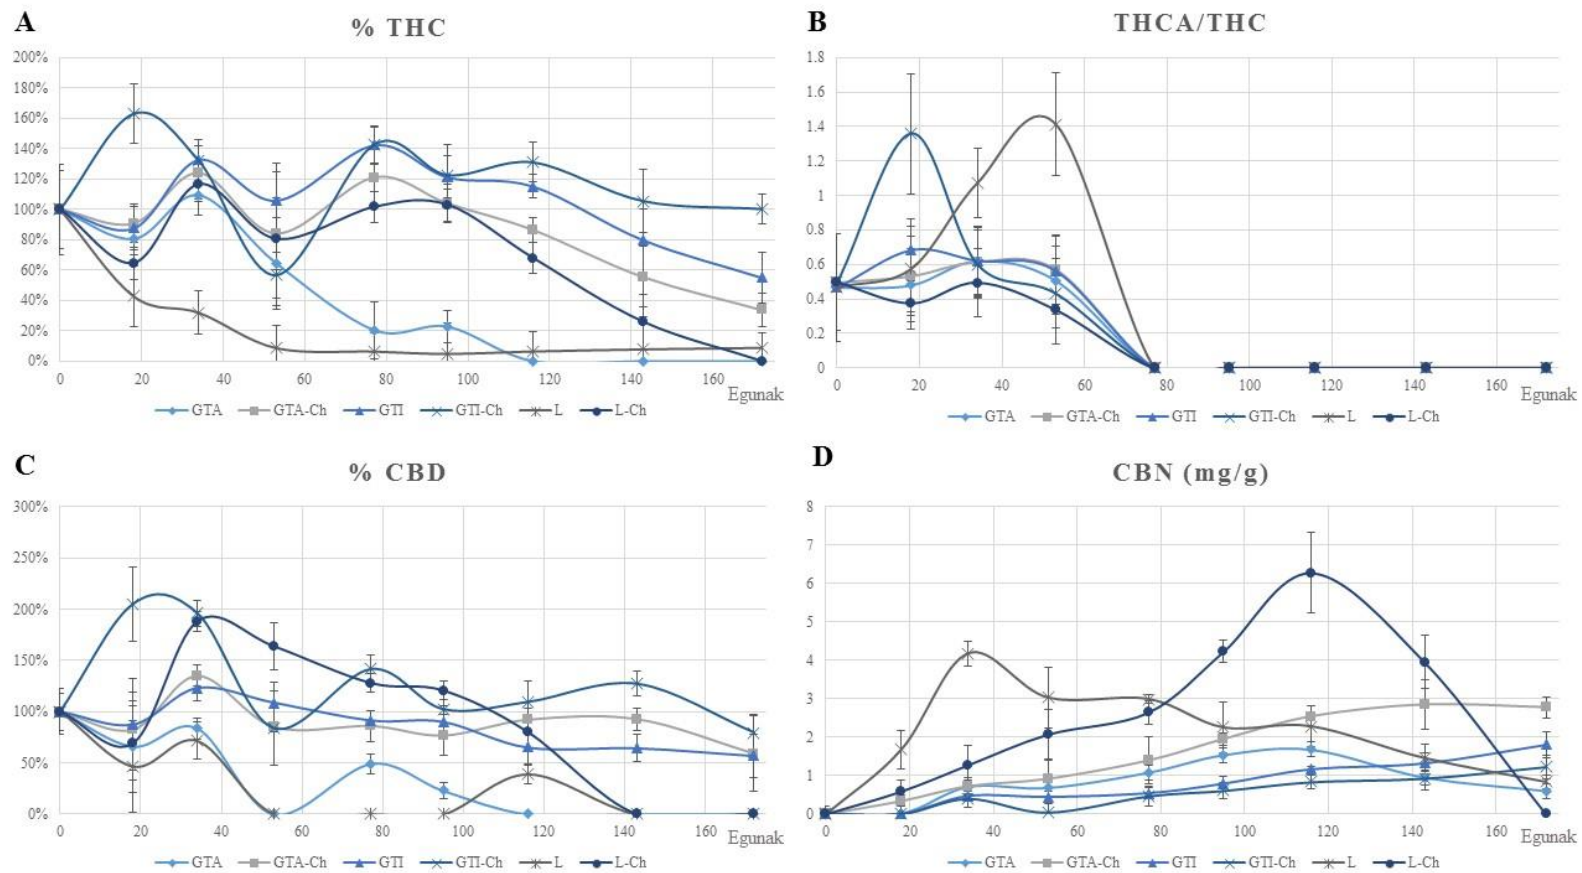 A
% THC
200%
180%
160%
140%
120%
100%
80%
60%
40%
20%
0%
0 20 40 60 80 100 120 140 160
Egunak
GTA GTA-Ch GTI GTI-Ch L L-Ch
B
THCA/THC
1.8
1.6
1.4
1.2
1
0.8
0.6
0.4
0.2
0
0 20 40 60 80 100 120 140 160
Egunak
GTA GTA-Ch GTI GTI-Ch L L-Ch
C
% CBD
300%
250%
200%
150%
100%
50%
0%
0 20 40 60 80 100 120 140 160
Egunak
GTA GTA-Ch GTI GTI-Ch L L-Ch
D
CBN (mg/g)
8
7
6
5
4
3
2
1
0
0 20 40 60 80 100 120 140 160
Egunak
GTA GTA-Ch GTI GTI-Ch L L-Ch